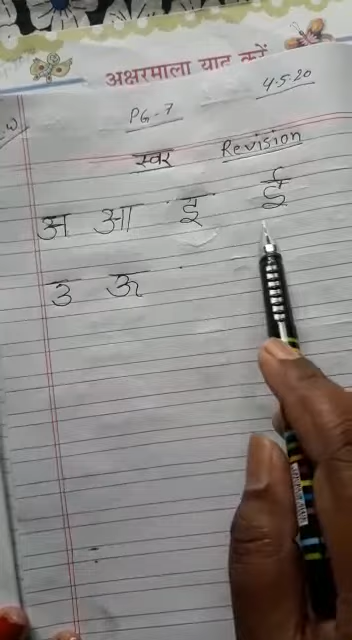 अक्षरमाला याद करें
4-5-20
PG-7
स्वर Revision
अ आ इ ई
उ ऊ